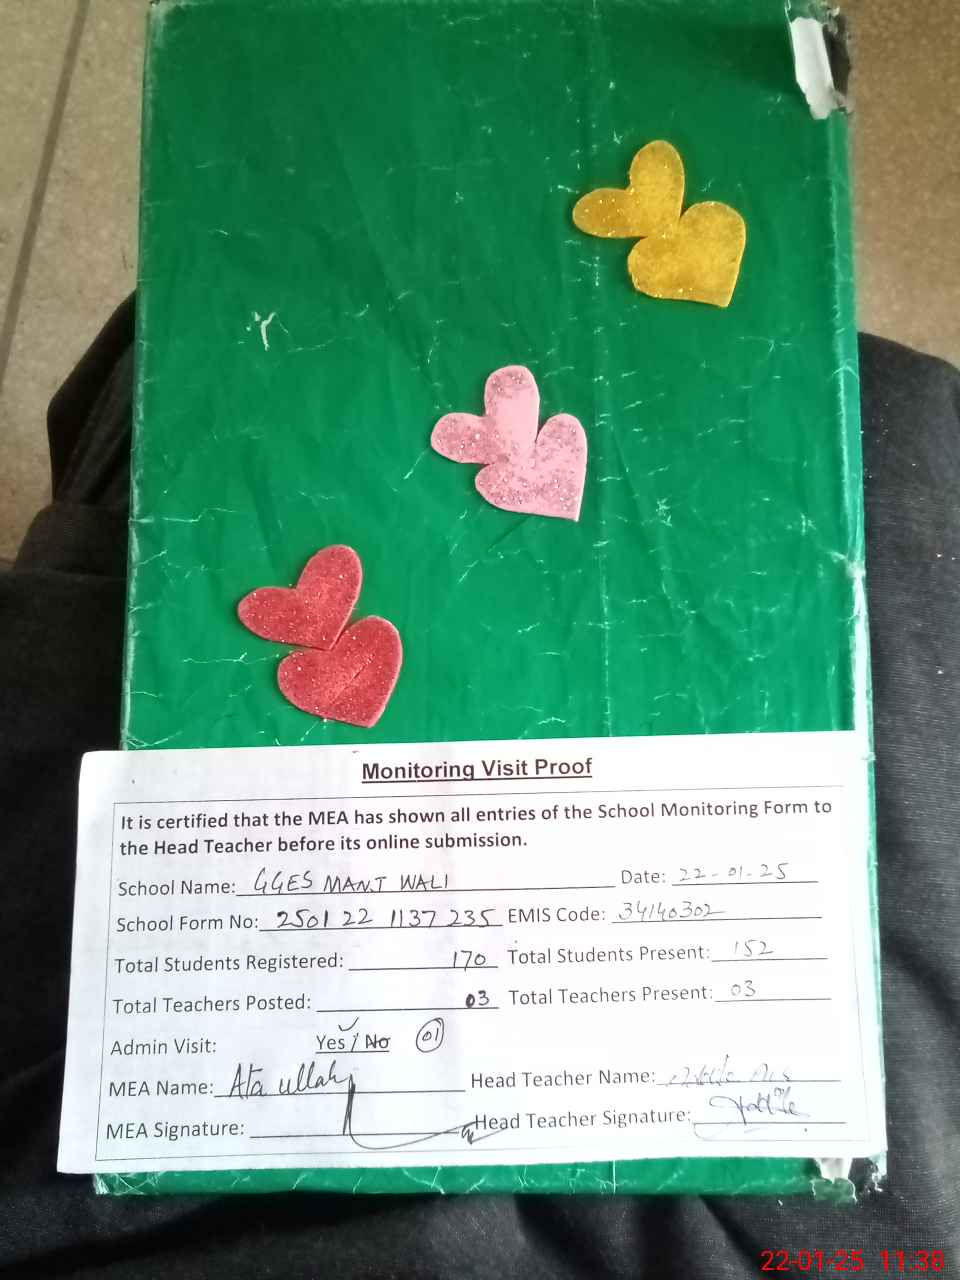 Monitoring Visit Proof
It is certified that the MEA has shown all entries of the School Monitoring Form to
the Head Teacher before its online submission.
School Name: GGES MANT WALI Date: 22-01-25
School Form No: 2501 22 1137 235 EMIS Code: 34140302
Total Students Registered: 170 Total Students Present: 152
Total Teachers Posted: 03 Total Teachers Present: 03
Admin Visit: Yes / No 01
MEA Name: Ata ullah Head Teacher Name:
MEA Signature: Head Teacher Signature:
22-01-25 11:38